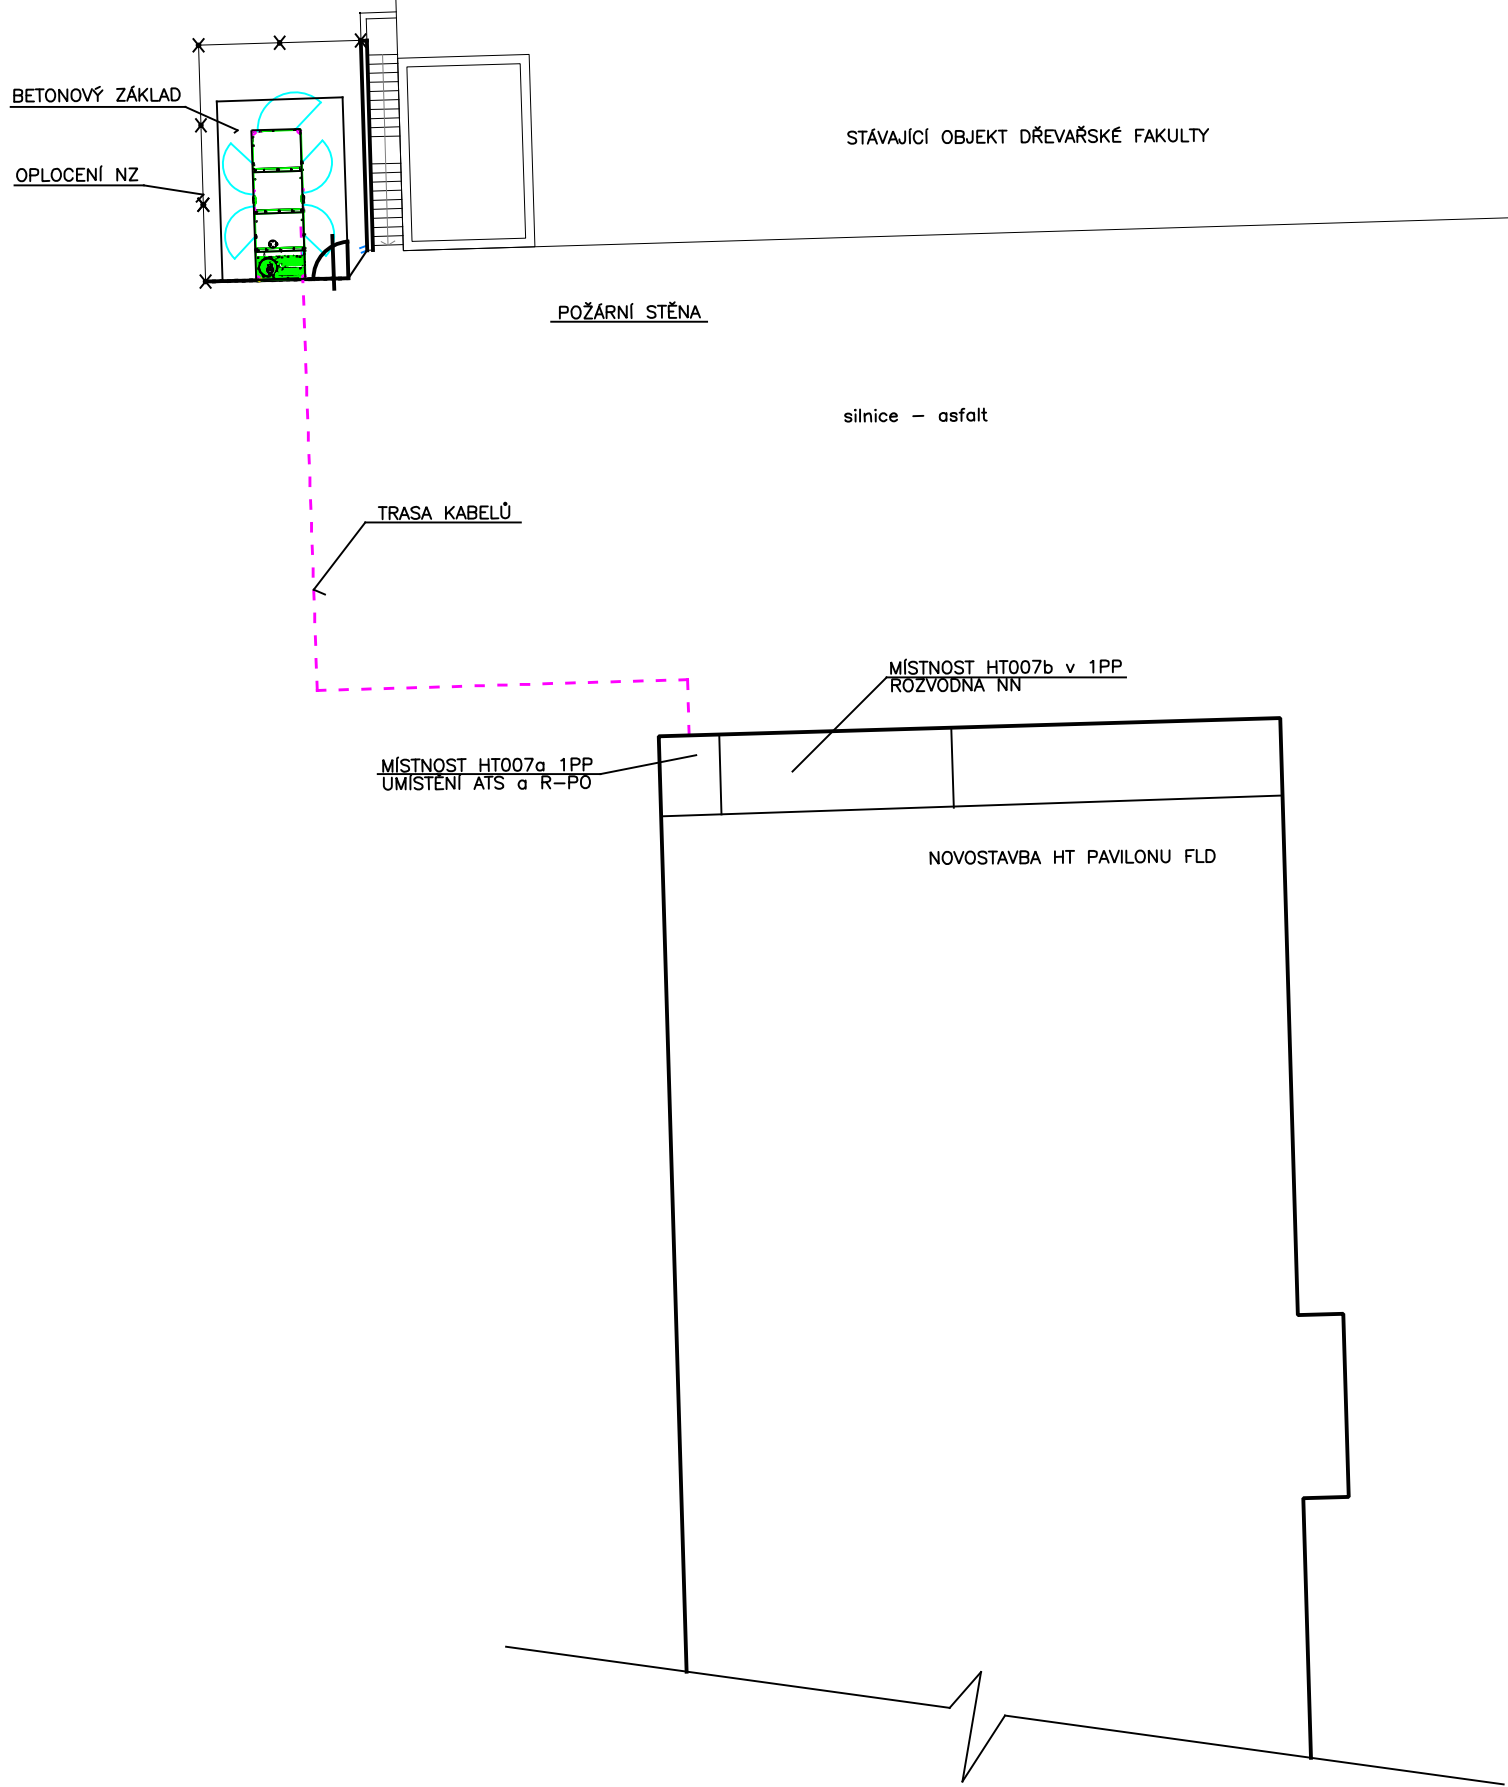 BETONOVÝ ZÁKLAD
STÁVAJÍCÍ OBJEKT DŘEVAŘSKÉ FAKULTY
OPLOCENÍ NZ
POŽÁRNÍ STĚNA
silnice – asfalt
TRASA KABELŮ
MÍSTNOST HT007b v 1PP
ROZVODNA NN
MÍSTNOST HT007a 1PP
UMÍSTĚNÍ ATS a R–PO
NOVOSTAVBA HT PAVILONU FLD